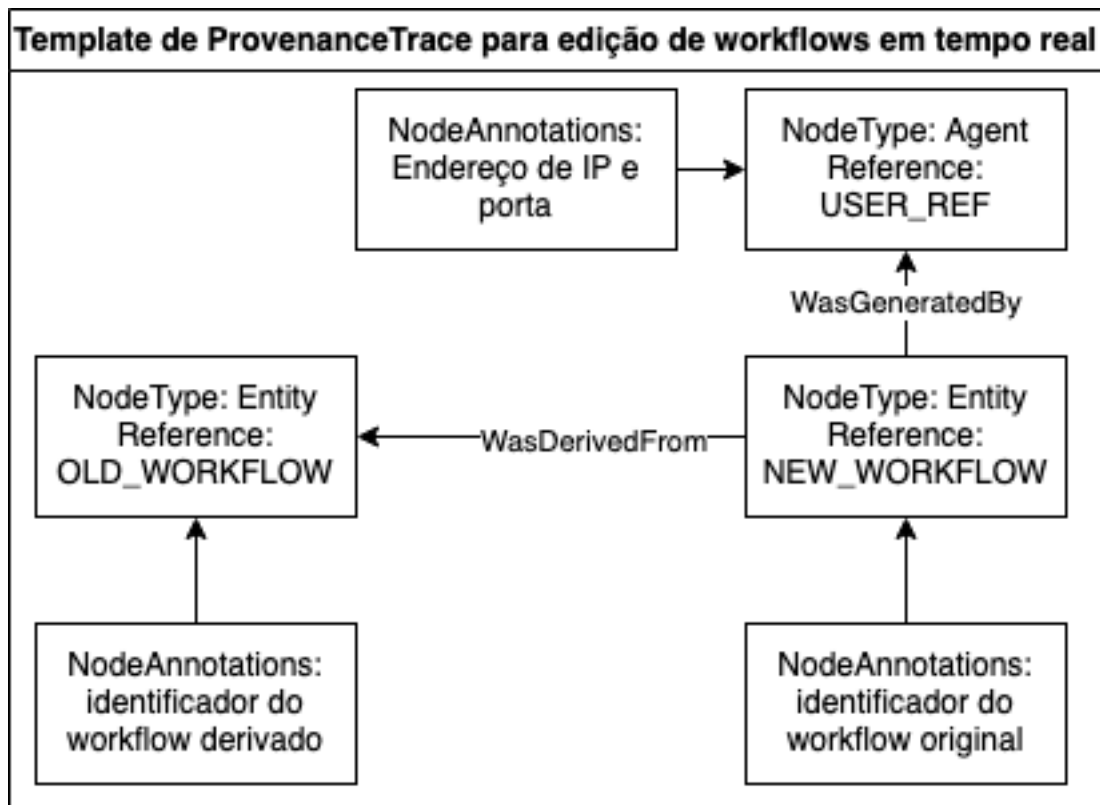 Template de ProvenanceTrace para edição de workflows em tempo real
NodeAnnotations:
Endereço de IP e
porta
NodeType: Agent
Reference:
USER_REF
WasGeneratedBy
NodeType: Entity
Reference:
OLD_WORKFLOW
WasDerivedFrom
NodeType: Entity
Reference:
NEW_WORKFLOW
NodeAnnotations:
identificador do
workflow derivado
NodeAnnotations:
identificador do
workflow original